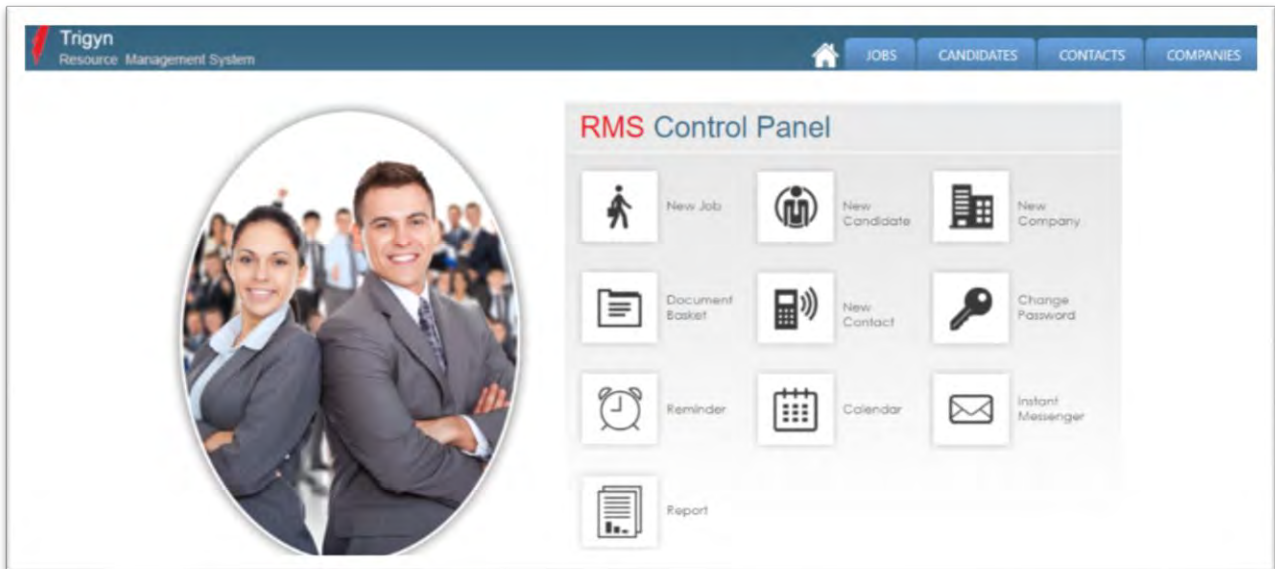 Trigyn
Resource Management System
JOBS
CANDIDATES
CONTACTS
COMPANIES
RMS Control Panel
New Job
New
Candidate
New
Company
Document
Basket
New
Contact
Change
Password
Reminder
Calendar
Instant
Messenger
Report